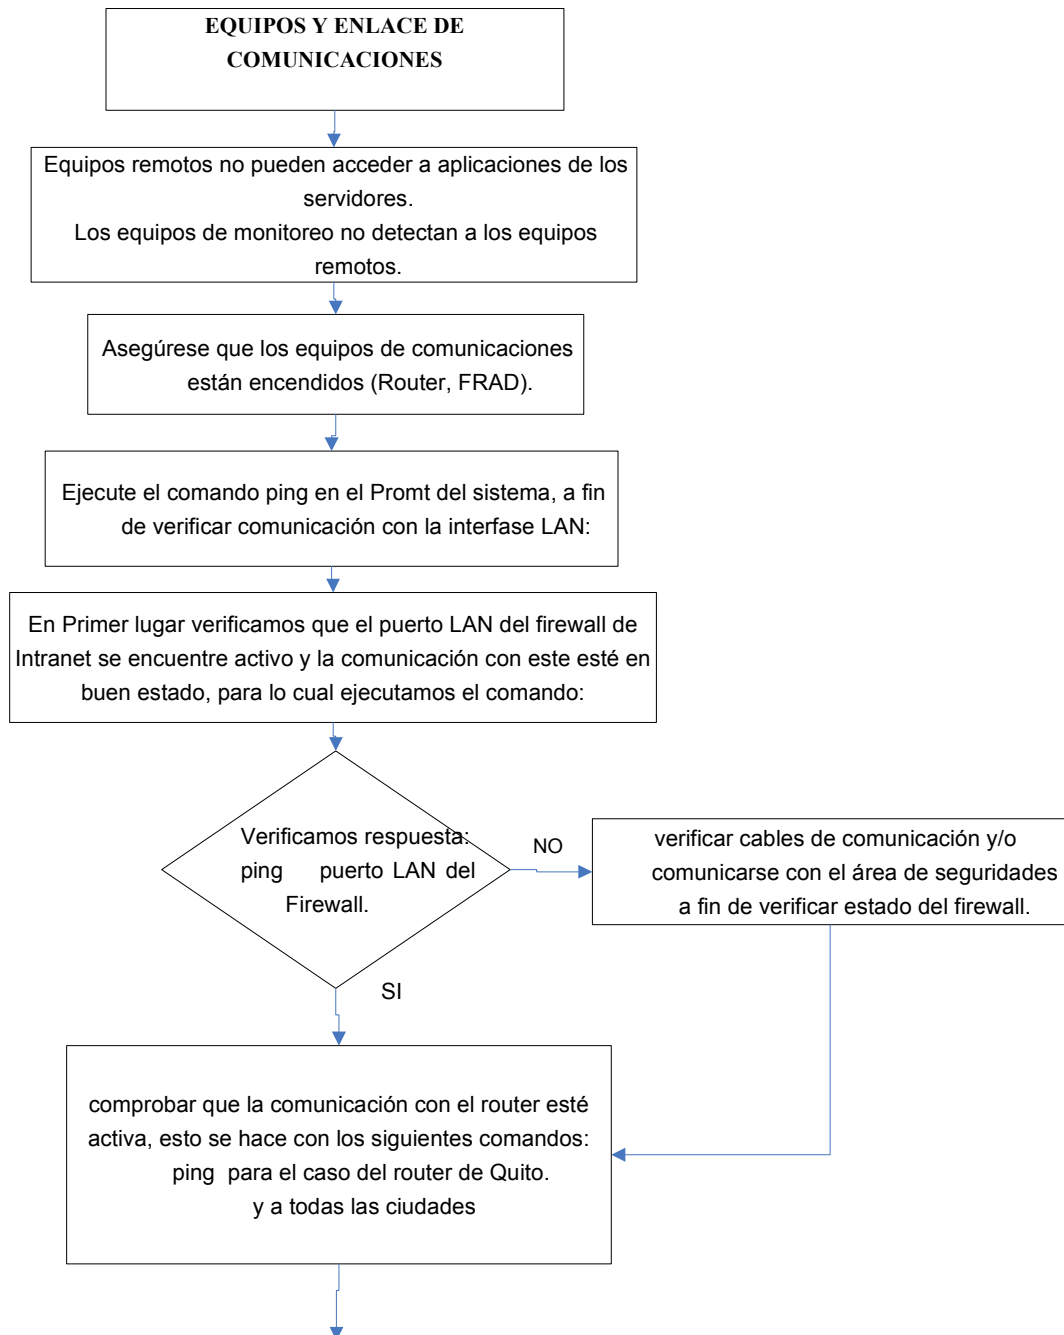 EQUIPOS Y ENLACE DE
COMUNICACIONES
Equipos remotos no pueden acceder a aplicaciones de los
servidores.
Los equipos de monitoreo no detectan a los equipos
remotos.
Asegúrese que los equipos de comunicaciones
están encendidos (Router, FRAD).
Ejecute el comando ping en el Promt del sistema, a fin
de verificar comunicación con la interfase LAN:
En Primer lugar verificamos que el puerto LAN del firewall de
Intranet se encuentre activo y la comunicación con este esté en
buen estado, para lo cual ejecutamos el comando:
Verificamos respuesta:
ping puerto LAN del
Firewall.
NO
verificar cables de comunicación y/o
comunicarse con el área de seguridades
a fin de verificar estado del firewall.
SI
comprobar que la comunicación con el router esté
activa, esto se hace con los siguientes comandos:
ping para el caso del router de Quito.
y a todas las ciudades